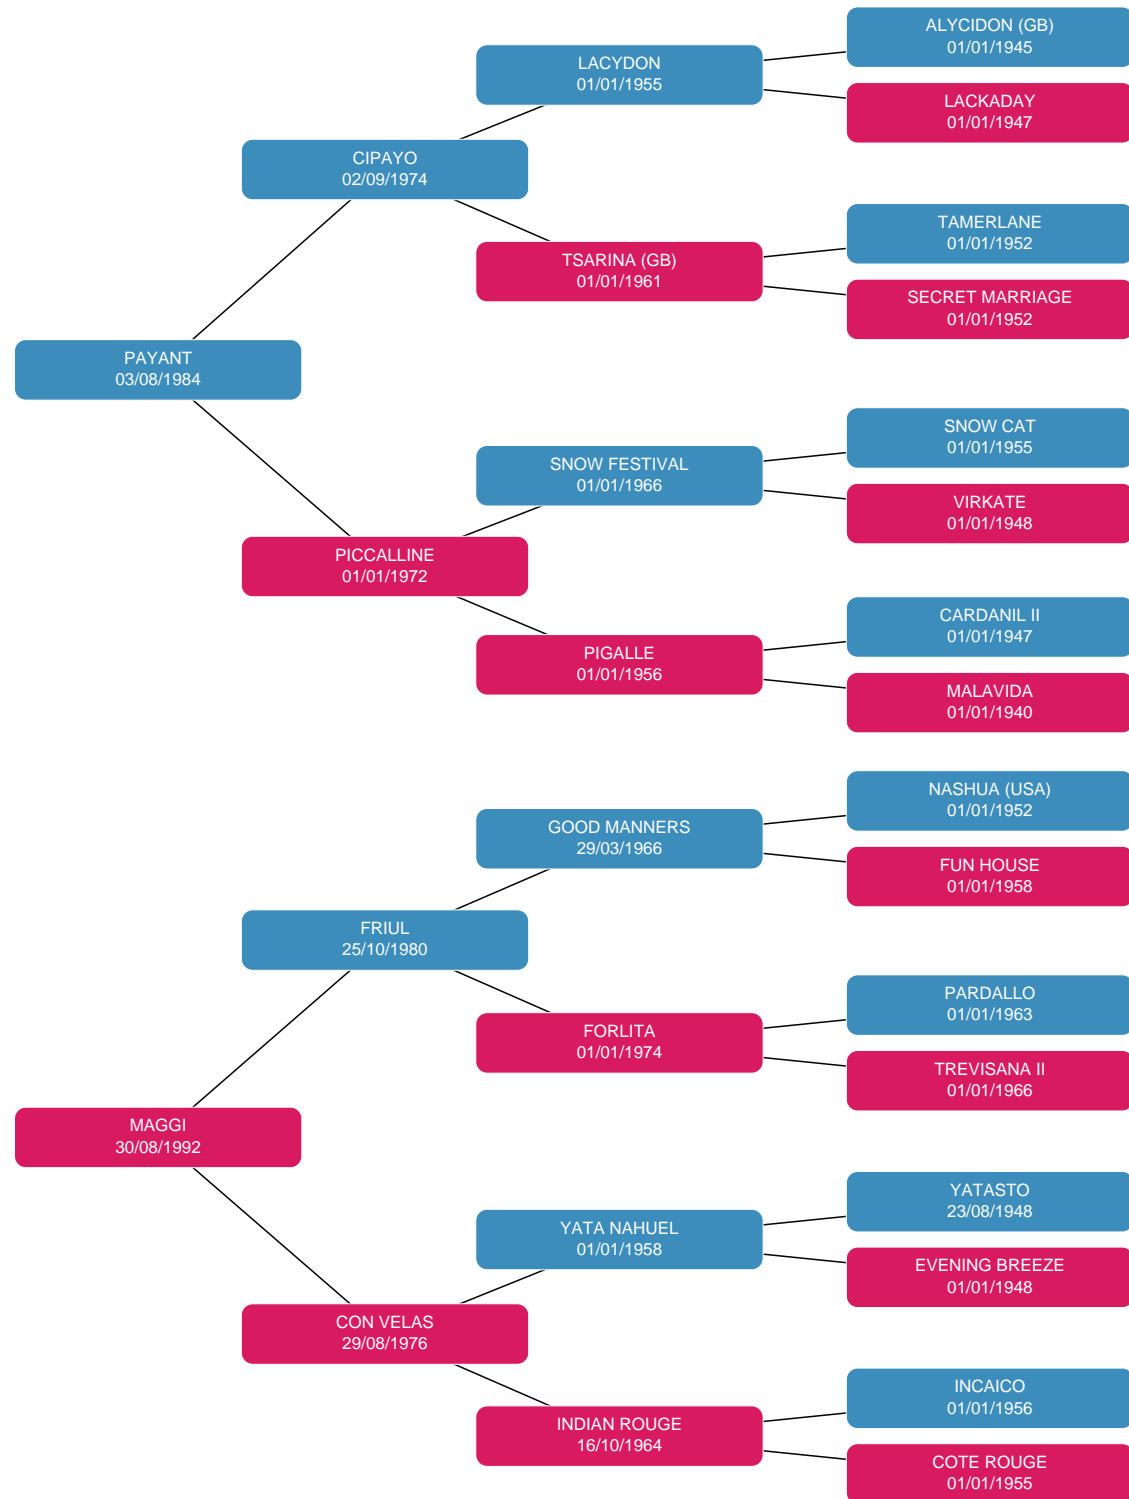 ALYCIDON (GB)
01/01/1945
LACYDON
01/01/1955
LACKADAY
01/01/1947
CIPAYO
02/09/1974
TAMERLANE
01/01/1952
TSARINA (GB)
01/01/1961
SECRET MARRIAGE
01/01/1952
PAYANT
03/08/1984
SNOW CAT
01/01/1955
SNOW FESTIVAL
01/01/1966
VIRKATE
01/01/1948
PICCALLINE
01/01/1972
CARDANIL II
01/01/1947
PIGALLE
01/01/1956
MALAVIDA
01/01/1940
NASHUA (USA)
01/01/1952
GOOD MANNERS
29/03/1966
FUN HOUSE
01/01/1958
FRIUL
25/10/1980
PARDALLO
01/01/1963
FORLITA
01/01/1974
TREVISANA II
01/01/1966
MAGGI
30/08/1992
YATASTO
23/08/1948
YATA NAHUEL
01/01/1958
EVENING BREEZE
01/01/1948
CON VELAS
29/08/1976
INCAICO
01/01/1956
INDIAN ROUGE
16/10/1964
COTE ROUGE
01/01/1955